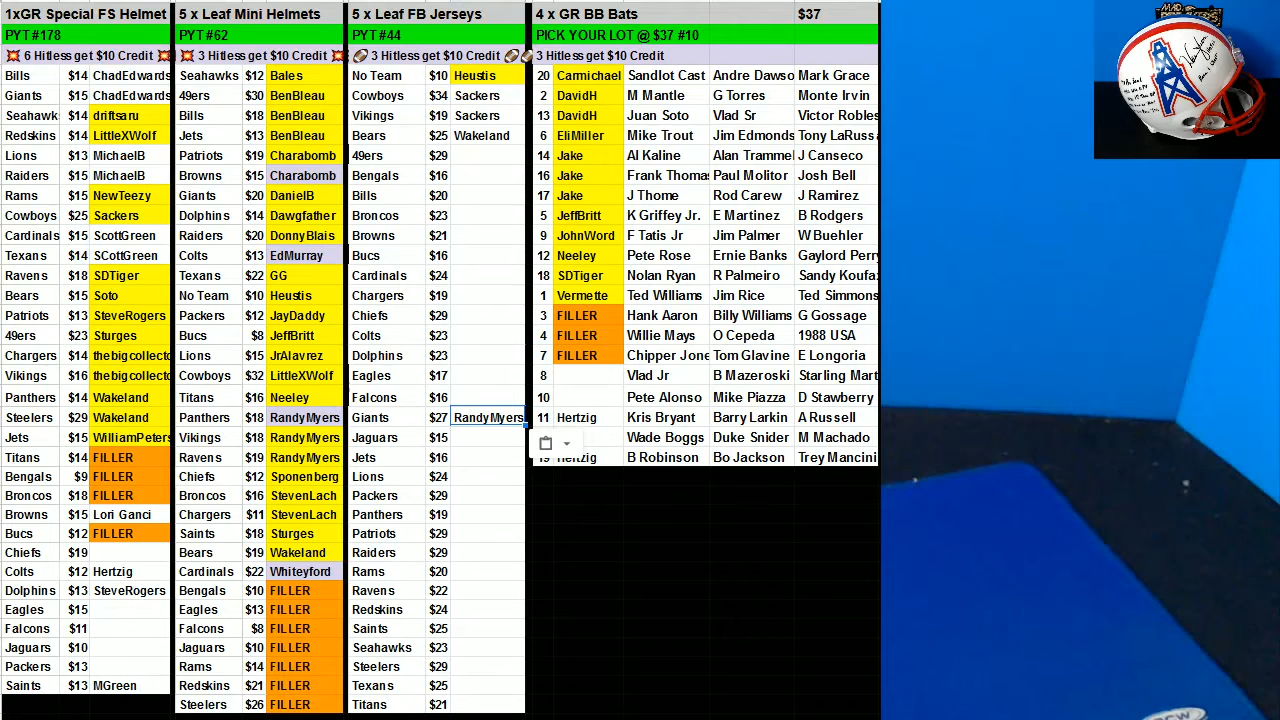 1xGR Special FS Helmet
PYT #178
6 Hitless get $10 Credit
Bills $14 ChadEdwards
Giants $15 ChadEdwards
Seahawk $14 driftsaru
Redskins $14 LittleXWolf
Lions $13 MichaelB
Raiders $15 MichaelB
Rams $15 NewTeezy
Cowboys $25 Sackers
Cardinals $15 ScottGreen
Texans $14 SCottGreen
Ravens $18 SDTiger
Bears $15 Soto
Patriots $13 SteveRogers
49ers $23 Sturges
Chargers $14 thebigcollecto
Vikings $16 thebigcollecto
Panthers $14 Wakeland
Steelers $29 Wakeland
Jets $15 WilliamPeters
Titans $14 FILLER
Bengals $9 FILLER
Broncos $18 FILLER
Browns $15 Lori Ganci
Bucs $12 FILLER
Chiefs $19
Colts $12 Hertzig
Dolphins $13 SteveRogers
Eagles $15
Falcons $11
Jaguars $10
Packers $13
Saints $13 MGreen
5 x Leaf Mini Helmets
PYT #62
3 Hitless get $10 Credit
Seahawks $12 Bales
49ers $30 BenBleau
Bills $18 BenBleau
Jets $13 BenBleau
Patriots $19 Charabomb
Browns $15 Charabomb
Giants $20 DanielB
Dolphins $14 Dawgfather
Raiders $20 DonnyBlais
Colts $13 EdMurray
Texans $22 GG
No Team $10 Heustis
Packers $12 JayDaddy
Bucs $8 JeffBritt
Lions $15 JrAlavrez
Cowboys $32 LittleXWolf
Titans $16 Neeley
Panthers $18 RandyMyers
Vikings $18 RandyMyers
Ravens $19 RandyMyers
Chiefs $12 Sponenberg
Broncos $16 StevenLach
Chargers $11 StevenLach
Saints $18 Sturges
Bears $19 Wakeland
Cardinals $22 Whiteyford
Bengals $10 FILLER
Eagles $13 FILLER
Falcons $8 FILLER
Jaguars $10 FILLER
Rams $14 FILLER
Redskins $21 FILLER
Steelers $26 FILLER
5 x Leaf FB Jerseys
PYT #44
3 Hitless get $10 Credit
No Team $10 Heustis
Cowboys $34 Sackers
Vikings $19 Sackers
Bears $25 Wakeland
49ers $29
Bengals $16
Bills $20
Broncos $23
Browns $21
Bucs $16
Cardinals $24
Chargers $19
Chiefs $29
Colts $23
Dolphins $23
Eagles $17
Falcons $16
Giants $27 RandyMyers
Jaguars $15
Jets $16
Lions $24
Packers $29
Panthers $19
Patriots $29
Raiders $29
Rams $20
Ravens $22
Redskins $24
Saints $25
Seahawks $23
Steelers $29
Texans $25
Titans $21
4 x GR BB Bats $37
PICK YOUR LOT @ $37 #10
3 Hitless get $10 Credit
20 Carmichael Sandlot Cast Andre Dawso Mark Grace
2 DavidH M Mantle G Torres Monte Irvin
13 DavidH Juan Soto Vlad Sr Victor Robles
6 EliMiller Mike Trout Jim Edmonds Tony LaRussa
14 Jake Al Kaline Alan Trammel J Canseco
16 Jake Frank Thomas Paul Molitor Josh Bell
17 Jake J Thome Rod Carew J Ramirez
5 JeffBritt K Griffey Jr. E Martinez B Rodgers
9 JohnWord F Tatis Jr Jim Palmer W Buehler
12 Neeley Pete Rose Ernie Banks Gaylord Perry
18 SDTiger Nolan Ryan R Palmeiro Sandy Koufax
1 Vermette Ted Williams Jim Rice Ted Simmons
3 FILLER Hank Aaron Billy Williams G Gossage
4 FILLER Willie Mays O Cepeda 1988 USA
7 FILLER Chipper Jone Tom Glavine E Longoria
8 Vlad Jr B Mazeroski Starling Mart
10 Pete Alonso Mike Piazza D Stawberry
11 Hertzig Kris Bryant Barry Larkin A Russell
Wade Boggs Duke Snider M Machado
19 Hertzig B Robinson Bo Jackson Trey Mancini